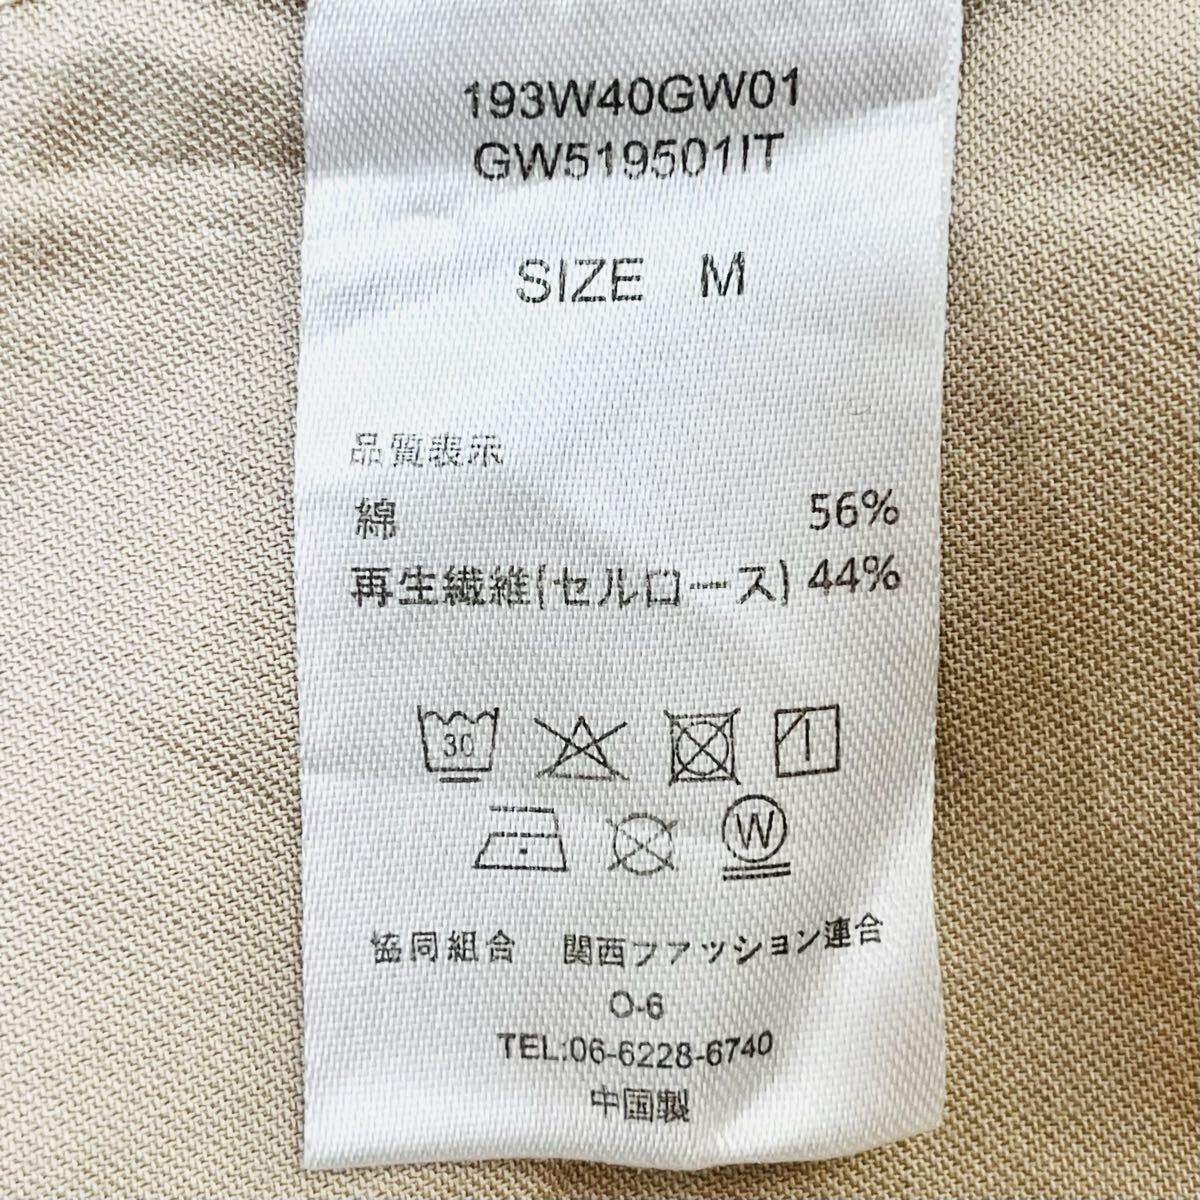 193W40GW01
GW519501IT
SIZE M
品質表示
綿 56%
再生繊維(セルロース) 44%
30
W
協同組合 関西ファッション連合
O-6
TEL:06-6228-6740
中国製